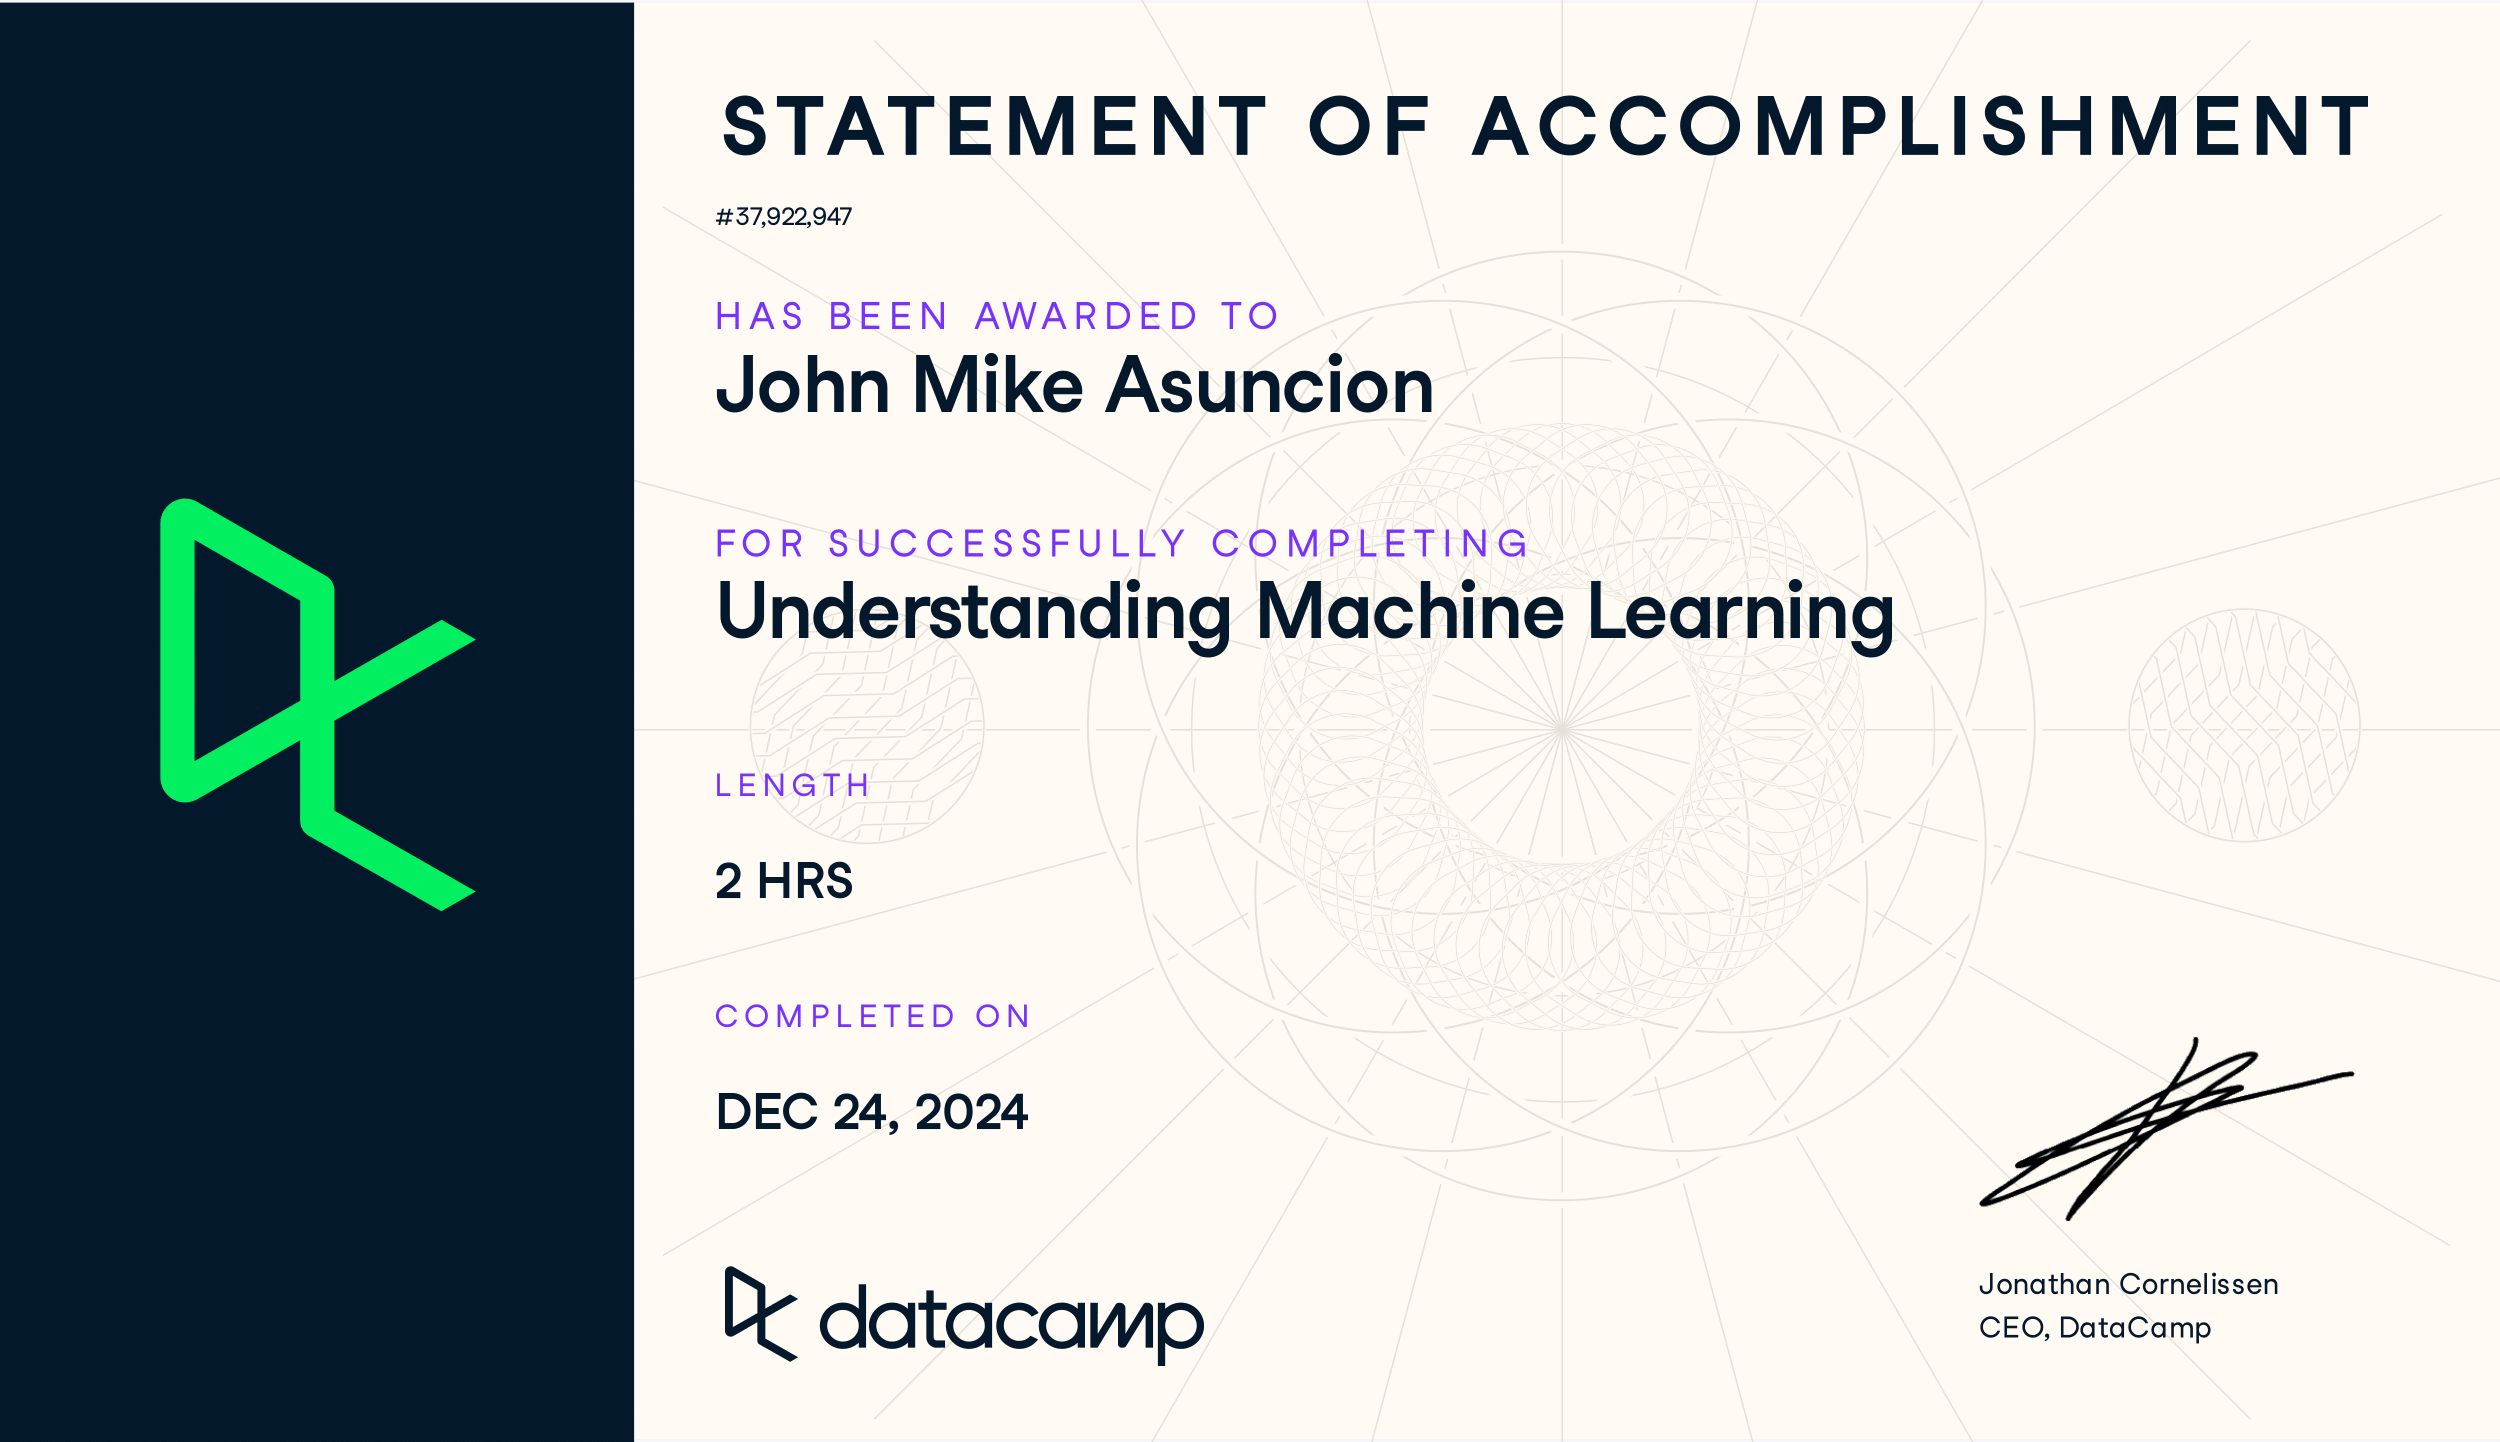 STATEMENT OF ACCOMPLISHMENT
#37,922,947
HAS BEEN AWARDED TO
John Mike Asuncion
FOR SUCCESSFULLY COMPLETING
Understanding Machine Learning
LENGTH
2 HRS
COMPLETED ON
DEC 24, 2024
datacamp
Jonathan Cornelissen
CEO, DataCamp